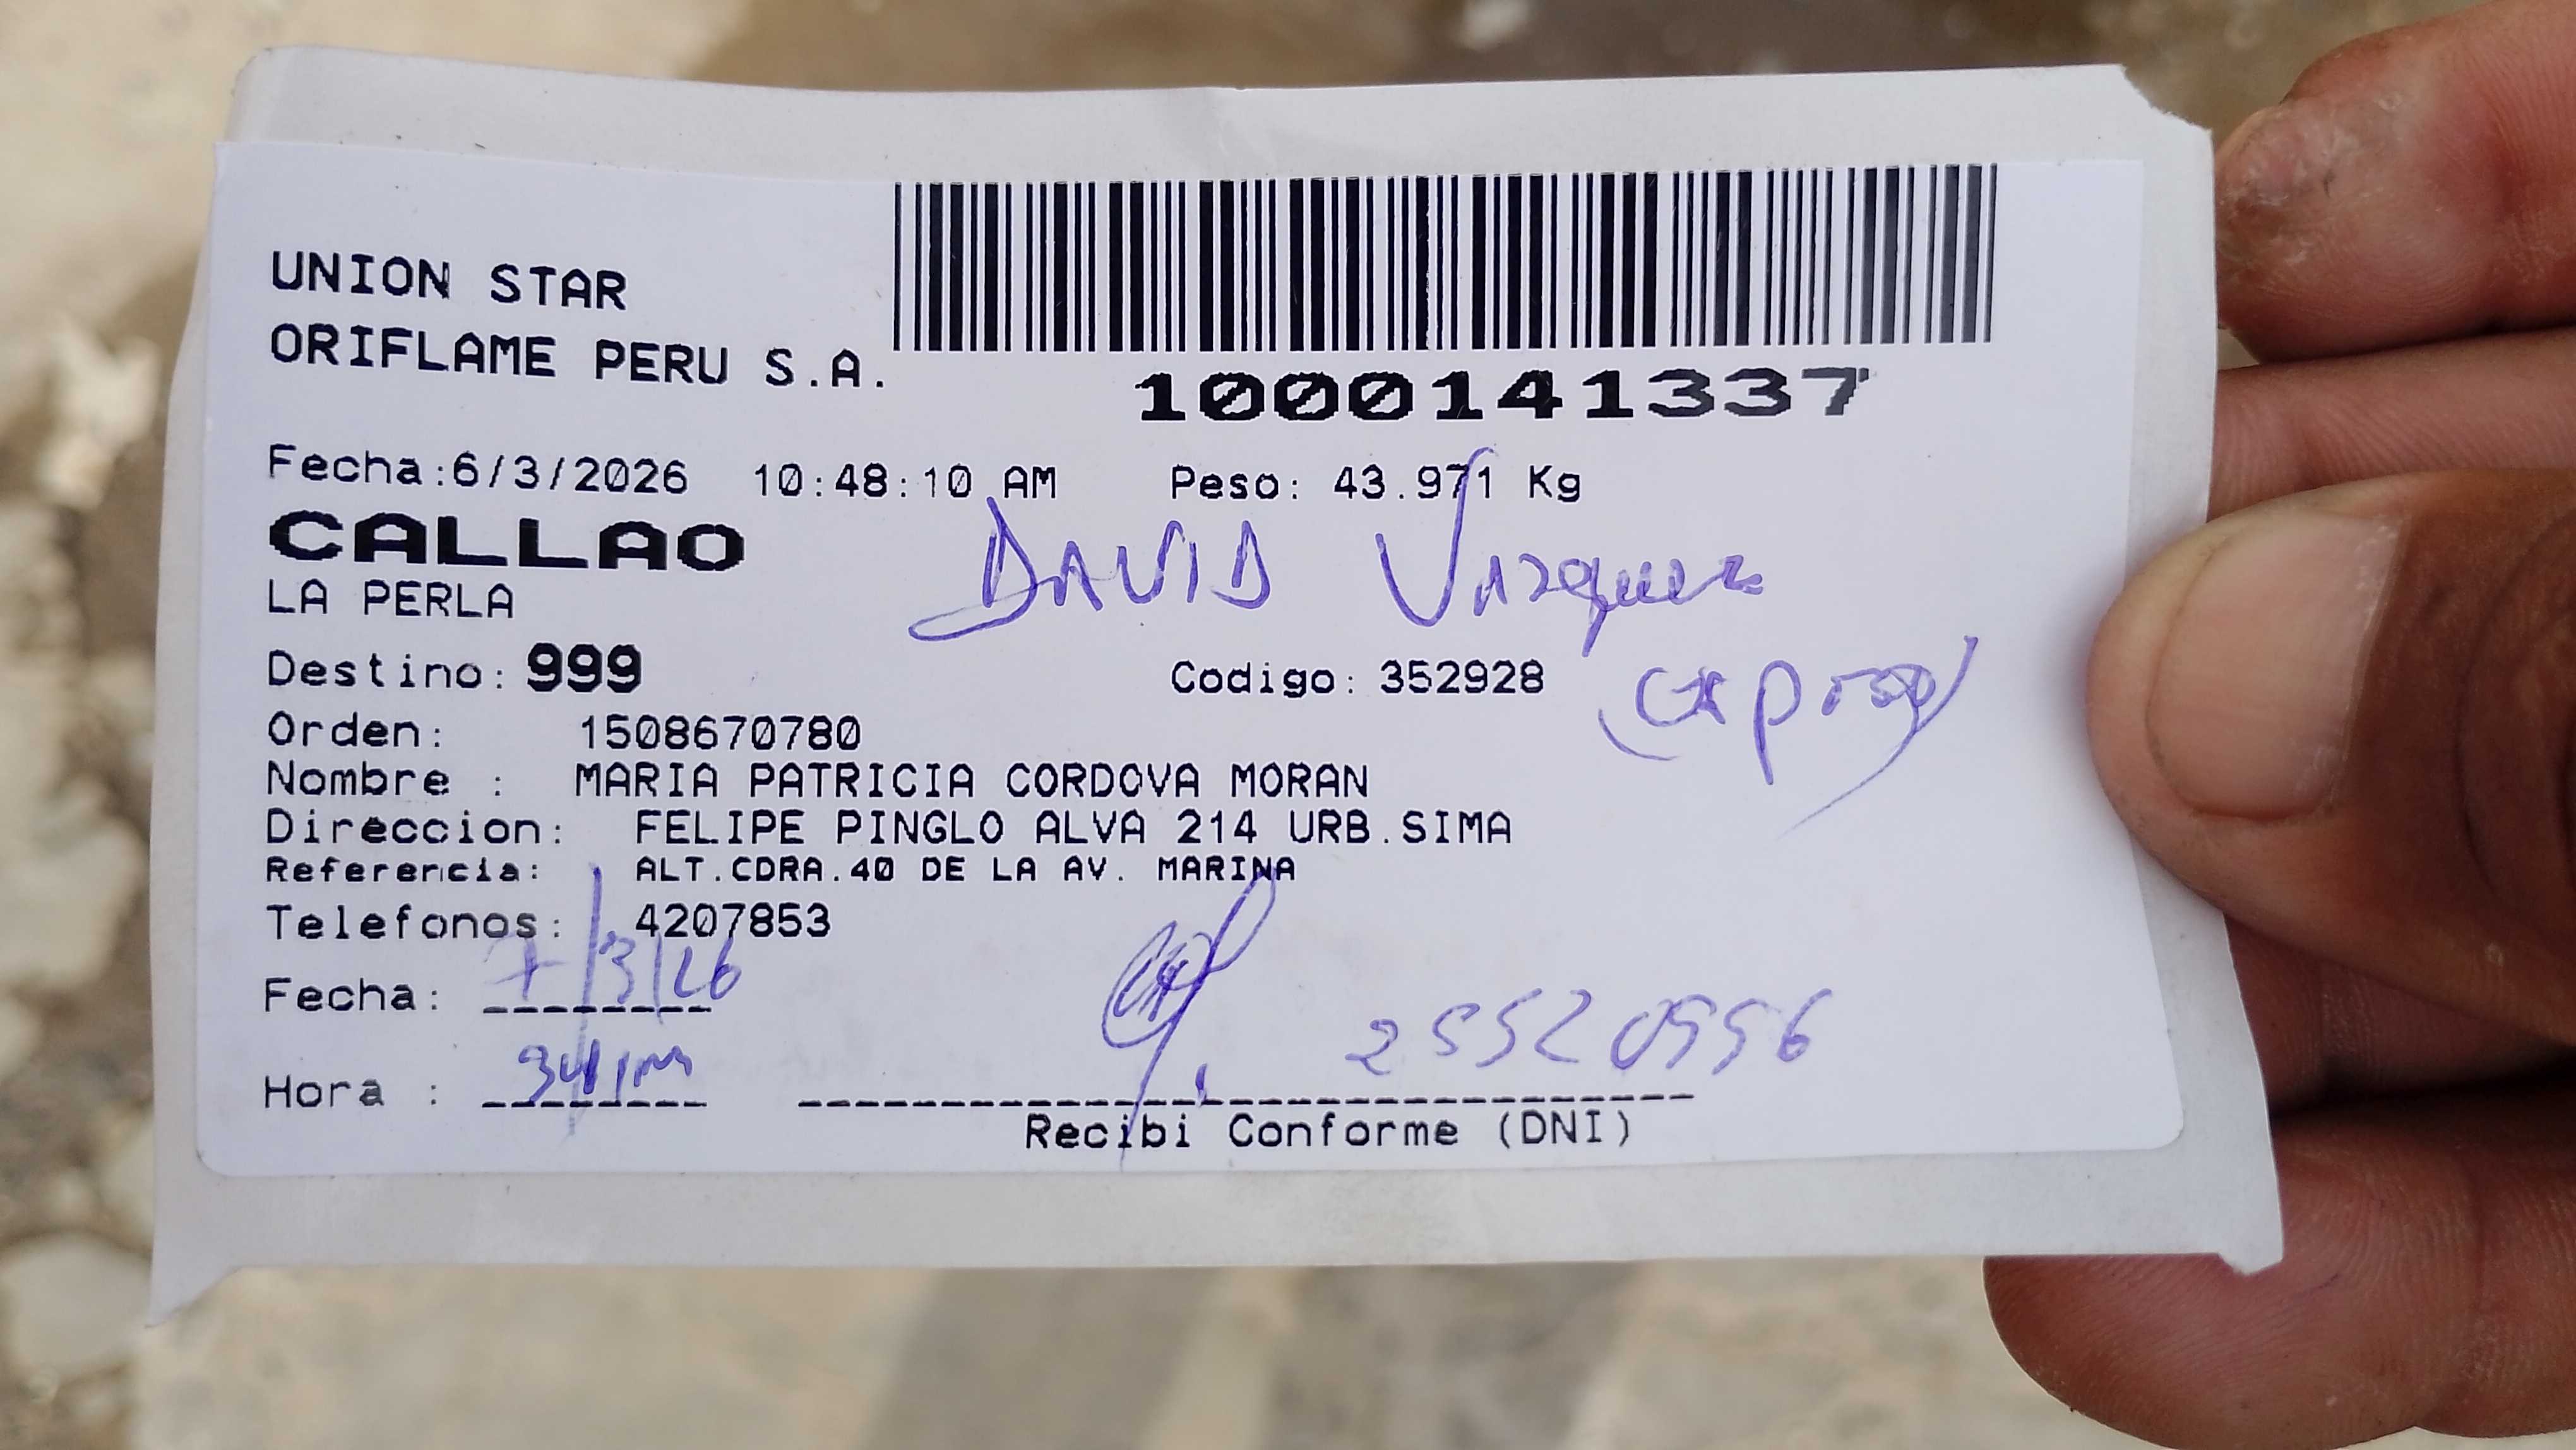 UNION STAR
ORIFLAME PERU S.A.
1000141337
Fecha:6/3/2026 10:48:10 AM Peso: 43.971 Kg
CALLAO
DAVID Vazquez
LA PERLA
Destino: 999 Codigo: 352928
(esposo)
Orden: 1508670780
Nombre : MARIA PATRICIA CORDOVA MORAN
Direccion: FELIPE PINGLO ALVA 214 URB.SIMA
Referencia: ALT.CDRA.40 DE LA AV. MARINA
Telefonos: 4207853
Fecha: 7/3/26
Hora :
Recibi Conforme (DNI)